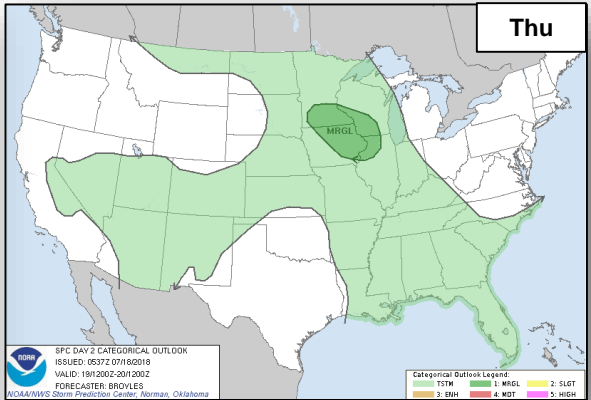 Thu
MRGL
NOAA
SPC DAY 2 CATEGORICAL OUTLOOK
ISSUED: 0537Z 07/18/2018
VALID: 19/1200Z-20/1200Z
FORECASTER: BROYLES
NOAA/NWS Storm Prediction Center, Norman, Oklahoma
Categorical Outlook Legend:
TSTM 1: MRGL 2: SLGT
3: ENH 4: MDT 5: HIGH